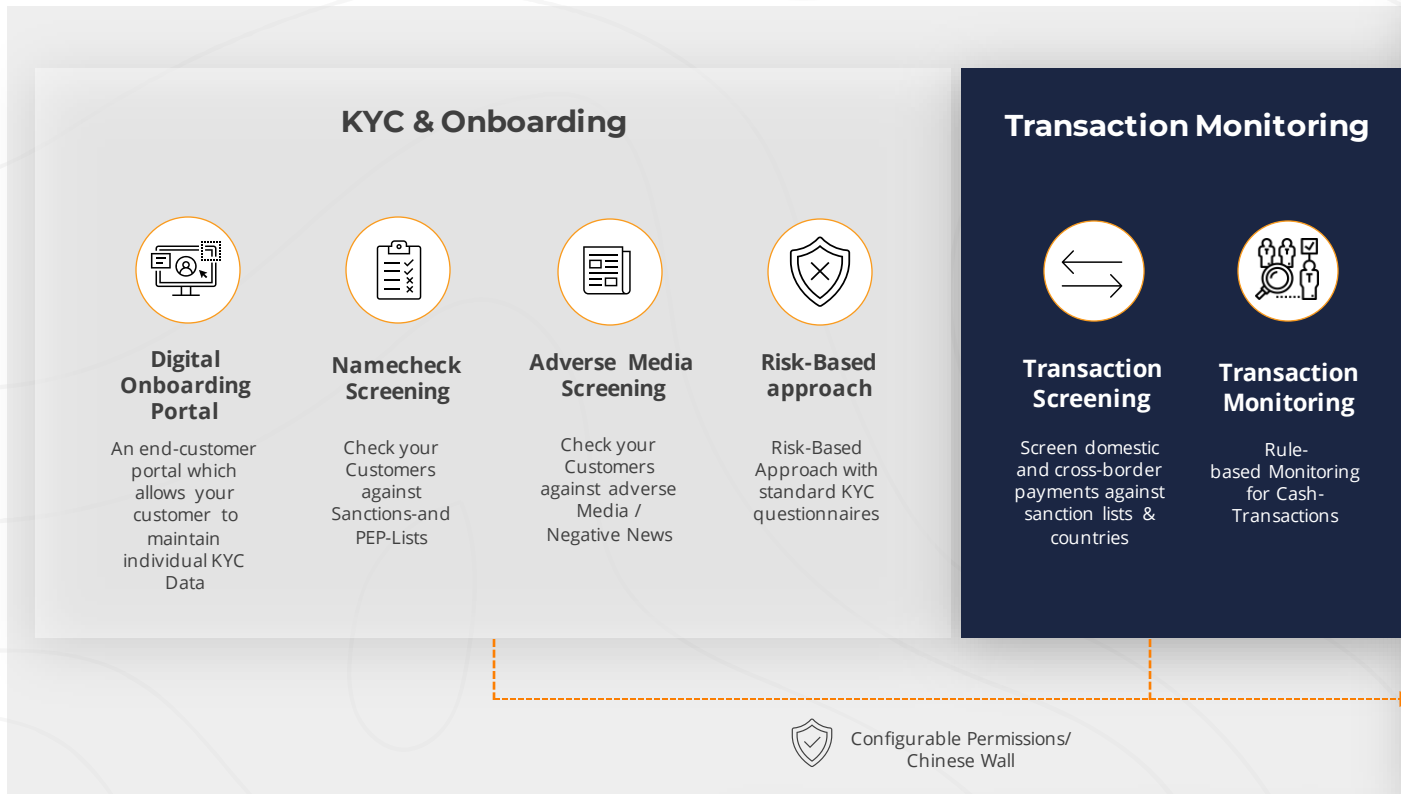 KYC & Onboarding
Digital
Onboarding
Portal
An end-customer
portal which
allows your
customer to
maintain
individual KYC
Data
Namecheck
Screening
Check your
Customers
against
Sanctions-and
PEP-Lists
Adverse Media
Screening
Check your
Customers
against adverse
Media /
Negative News
Risk-Based
approach
Risk-Based
Approach with
standard KYC
questionnaires
Transaction Monitoring
Transaction
Screening
Screen domestic
and cross-border
payments against
sanction lists &
countries
Transaction
Monitoring
Rule-
based Monitoring
for Cash-
Transactions
Configurable Permissions/
Chinese Wall